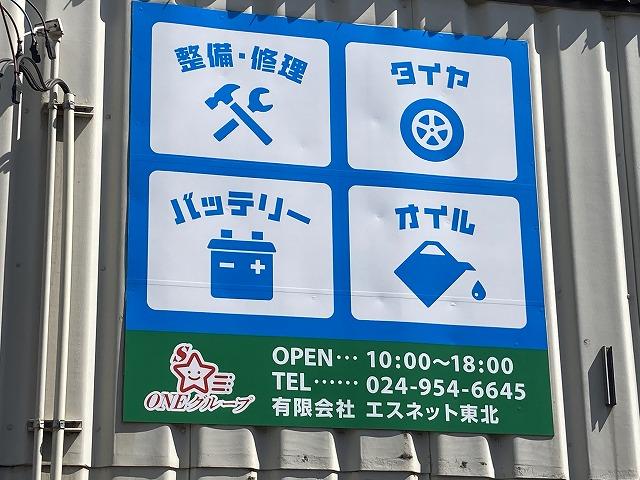 整備・修理
タイヤ
バッテリー
オイル
S
ONEグループ
OPEN… 10:00～18:00
TEL…… 024-954-6645
有限会社 エスネット東北